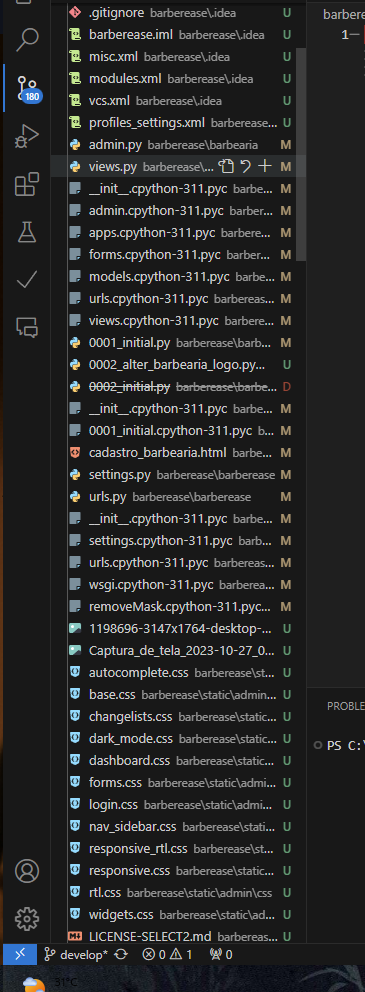 .gitignore barberease\.idea U
barberease.iml barberease\.idea U
misc.xml barberease\.idea U
modules.xml barberease\.idea U
vcs.xml barberease\.idea U
profiles_settings.xml barberease... U
admin.py barberease\barbearia M
views.py barberease\... M
__init__.cpython-311.pyc barbe... M
admin.cpython-311.pyc barber... M
apps.cpython-311.pyc barbere... M
forms.cpython-311.pyc barber... M
models.cpython-311.pyc barbe... M
urls.cpython-311.pyc barbereas... M
views.cpython-311.pyc barber... M
0001_initial.py barberease\barb... M
0002_alter_barbearia_logo.py... U
0002_initial.py barberease\barbe... D
__init__.cpython-311.pyc barbe... M
0001_initial.cpython-311.pyc b... M
cadastro_barbearia.html barbe... M
settings.py barberease\barberease M
urls.py barberease\barberease M
__init__.cpython-311.pyc barbe... M
settings.cpython-311.pyc barb... M
urls.cpython-311.pyc barbereas... M
wsgi.cpython-311.pyc barberea... M
removeMask.cpython-311.pyc... M
1198696-3147x1764-desktop-... U
Captura_de_tela_2023-10-27_0... U
autocomplete.css barberease\st... U
base.css barberease\static\admin... U
changelists.css barberease\static... U
dark_mode.css barberease\static... U
dashboard.css barberease\static... U
forms.css barberease\static\admi... U
login.css barberease\static\admi... U
nav_sidebar.css barberease\stati... U
responsive_rtl.css barberease\st... U
responsive.css barberease\static... U
rtl.css barberease\static\admin\css U
widgets.css barberease\static\ad... U
LICENSE-SELECT2.md barbereas... U
180
barbere
1
PROBLE
PS C:\
develop* 0 1 0
31°C